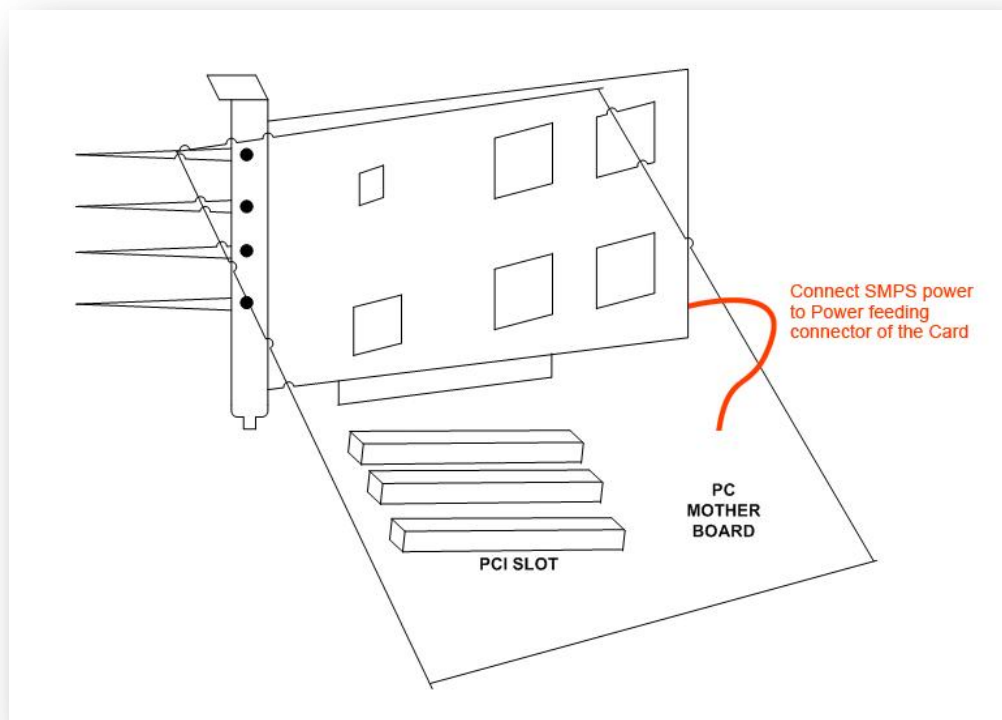 Connect SMPS power
to Power feeding
connector of the Card
PC
MOTHER
BOARD
PCI SLOT